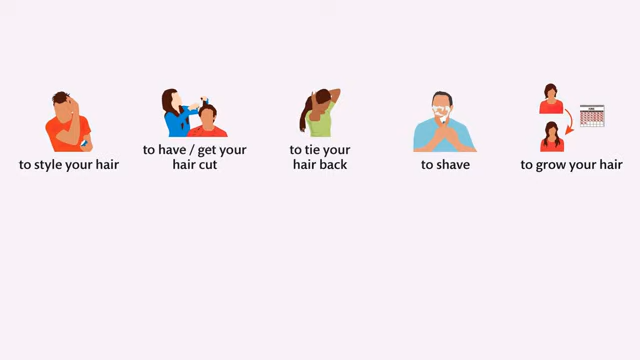 to style your hair
to have / get your
hair cut
to tie your
hair back
to shave
to grow your hair